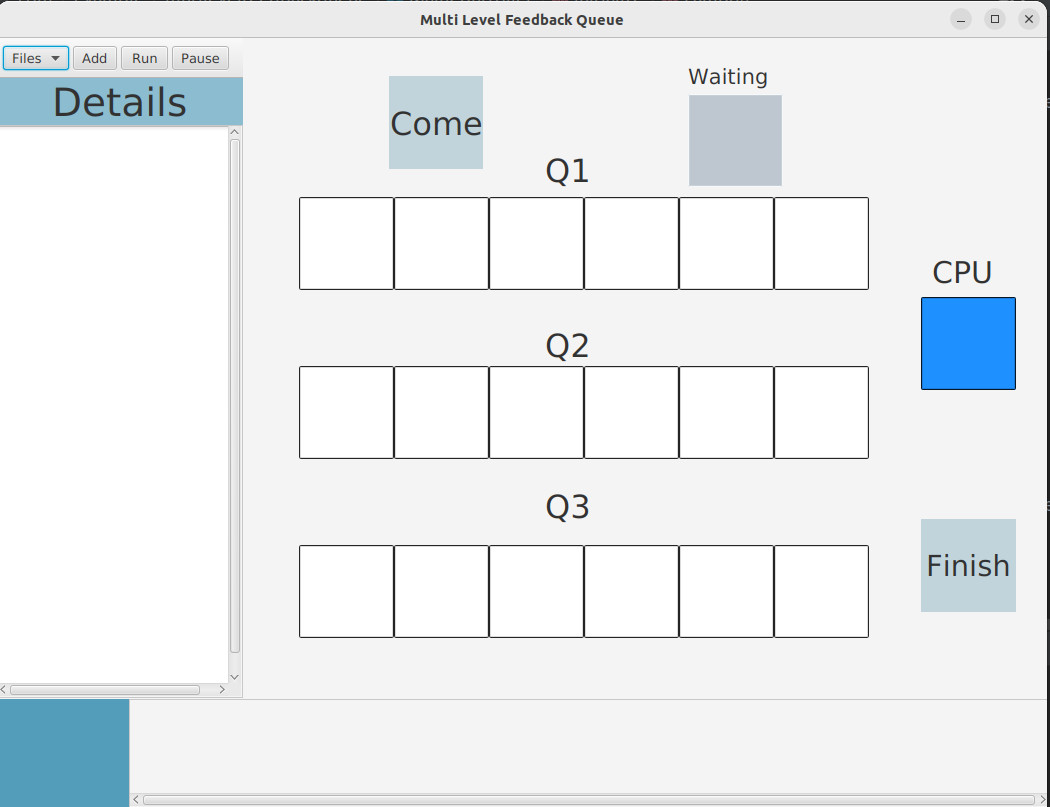 Multi Level Feedback Queue
Files Add Run Pause
Details
Come
Waiting
Q1
CPU
Q2
Q3
Finish